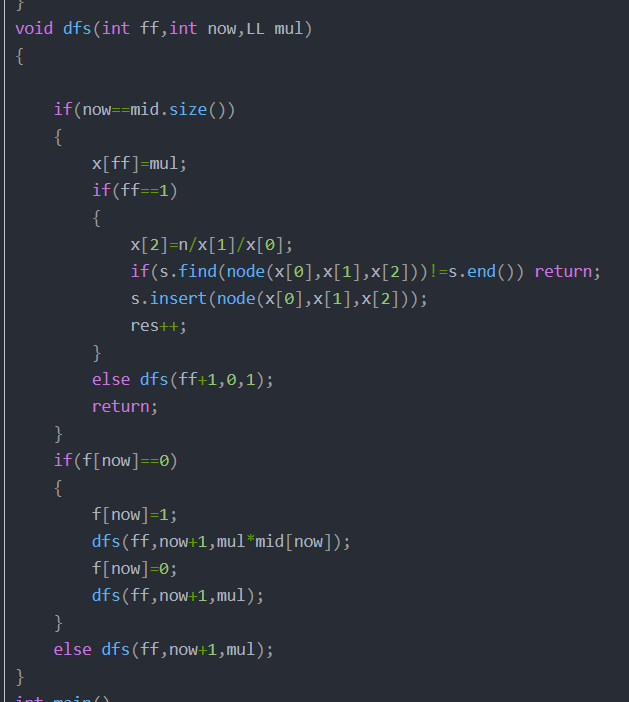 }
void dfs(int ff,int now,LL mul)
{
if(now==mid.size())
{
x[ff]=mul;
if(ff==1)
{
x[2]=n/x[1]/x[0];
if(s.find(node(x[0],x[1],x[2]))!=s.end()) return;
s.insert(node(x[0],x[1],x[2]));
res++;
}
else dfs(ff+1,0,1);
return;
}
if(f[now]==0)
{
f[now]=1;
dfs(ff,now+1,mul*mid[now]);
f[now]=0;
dfs(ff,now+1,mul);
}
else dfs(ff,now+1,mul);
}
int main()